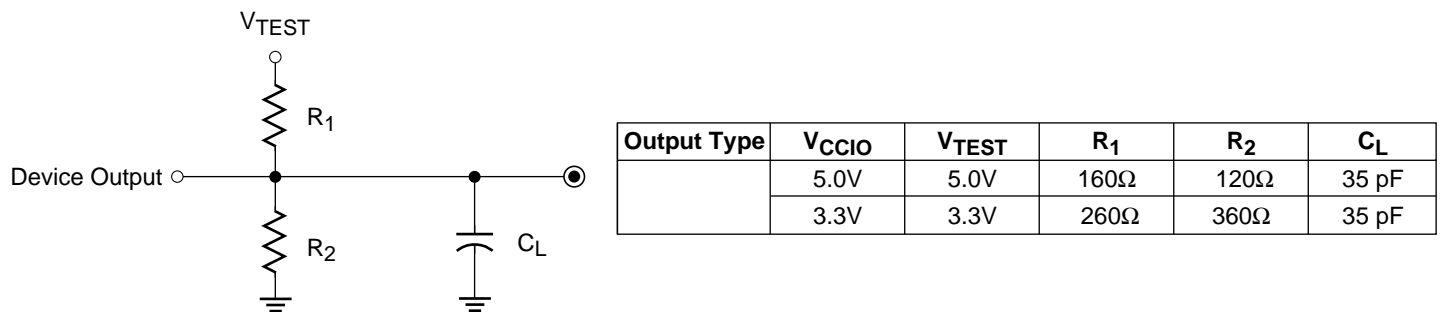 VTEST
R1
Device Output
R2
CL
Output Type VCCIO VTEST R1 R2 CL
5.0V 5.0V 160Ω 120Ω 35 pF
3.3V 3.3V 260Ω 360Ω 35 pF